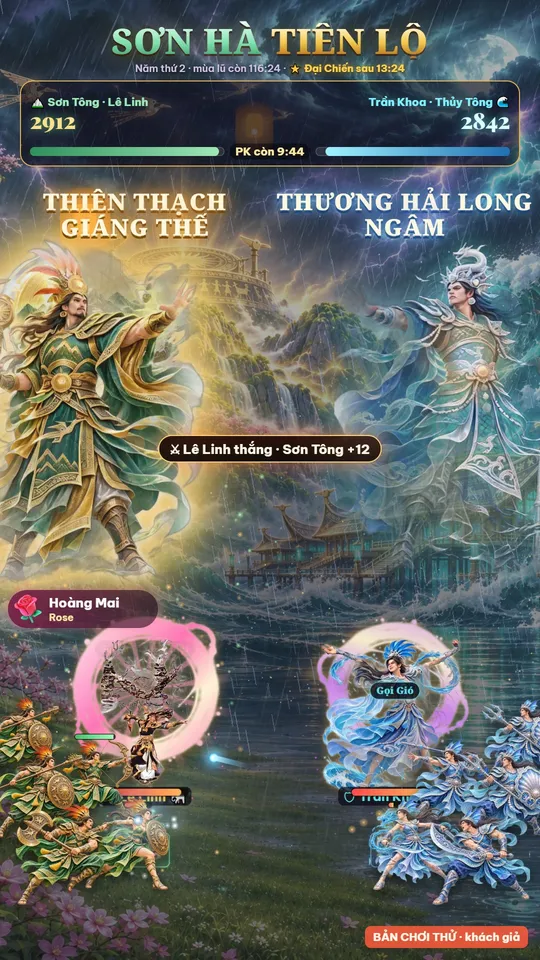 SƠN HÀ TIÊN LỘ
Năm thứ 2 · mùa lũ còn 116:24 · ★ Đại Chiến sau 13:24
Sơn Tông · Lê Linh
Trần Khoa · Thủy Tông
2912
2842
PK còn 9:44
THIÊN THẠCH
GIÁNG THẾ
THƯƠNG HẢI LONG
NGÂM
Lê Linh thắng · Sơn Tông +12
Hoàng Mai
Rose
Gọi Gió
BẢN CHƠI THỬ · khách giả